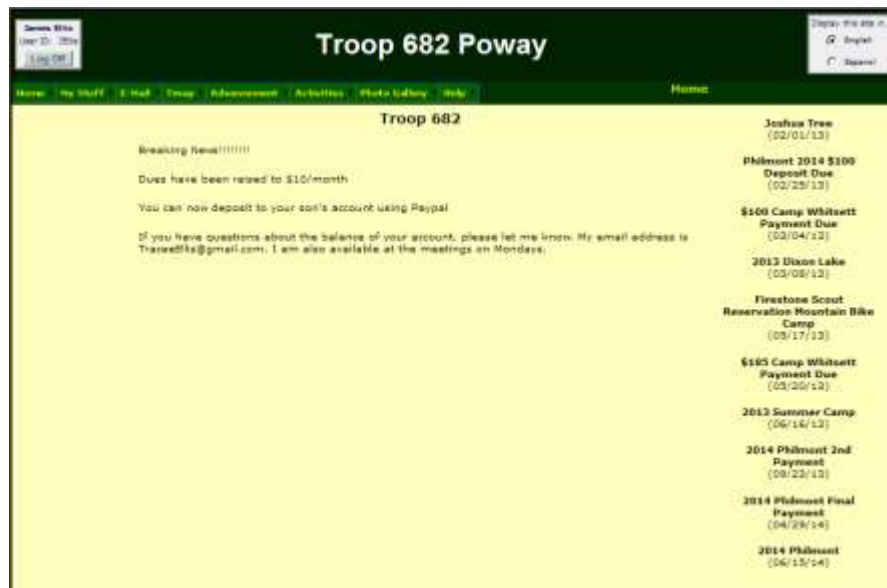 User ID:
Log Off
Troop 682 Poway
Display this site in
English
Espanol
Home My Stuff E-Mail Troop Advancement Activities Photo Gallery Help
Home
Troop 682
Breaking News!!!!!!!!
Dues have been raised to $10/month
You can now deposit to your son's account using Paypal
If you have questions about the balance of your account, please let me know. My email address is
I am also available at the meetings on Mondays.
Joshua Tree
(02/01/13)
Philmont 2014 $100
Deposit Due
(02/25/13)
$100 Camp Whitsett
Payment Due
(03/04/13)
2013 Dixon Lake
(03/08/13)
Firestone Scout
Reservation Mountain Bike
Camp
(05/17/13)
$185 Camp Whitsett
Payment Due
(05/20/13)
2013 Summer Camp
(06/16/13)
2014 Philmont 2nd
Payment
(09/23/13)
2014 Philmont Final
Payment
(04/29/14)
2014 Philmont
(06/15/14)